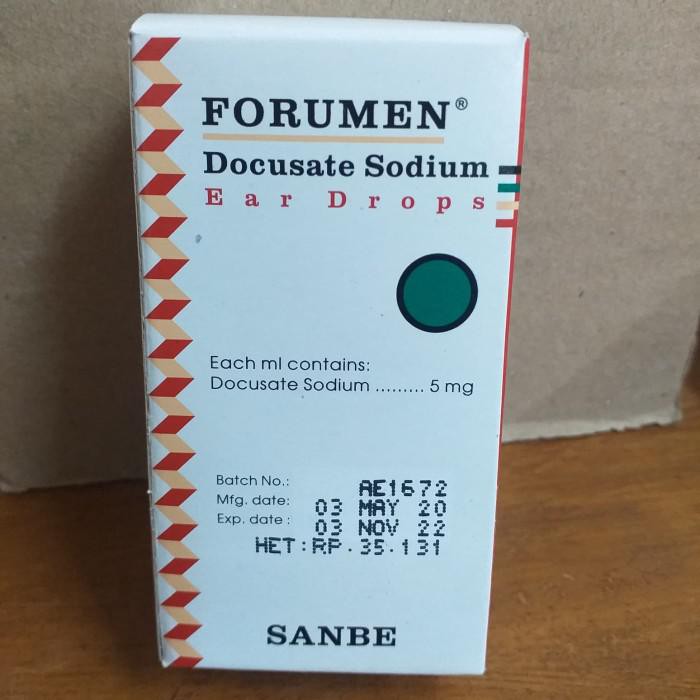 FORUMEN®
Docusate Sodium
Ear Drops
Each ml contains:
Docusate Sodium ......... 5 mg
Batch No.: AE1672
Mfg. date: 03 MAY 20
Exp. date : 03 NOV 22
HET:RP.35.131
SANBE